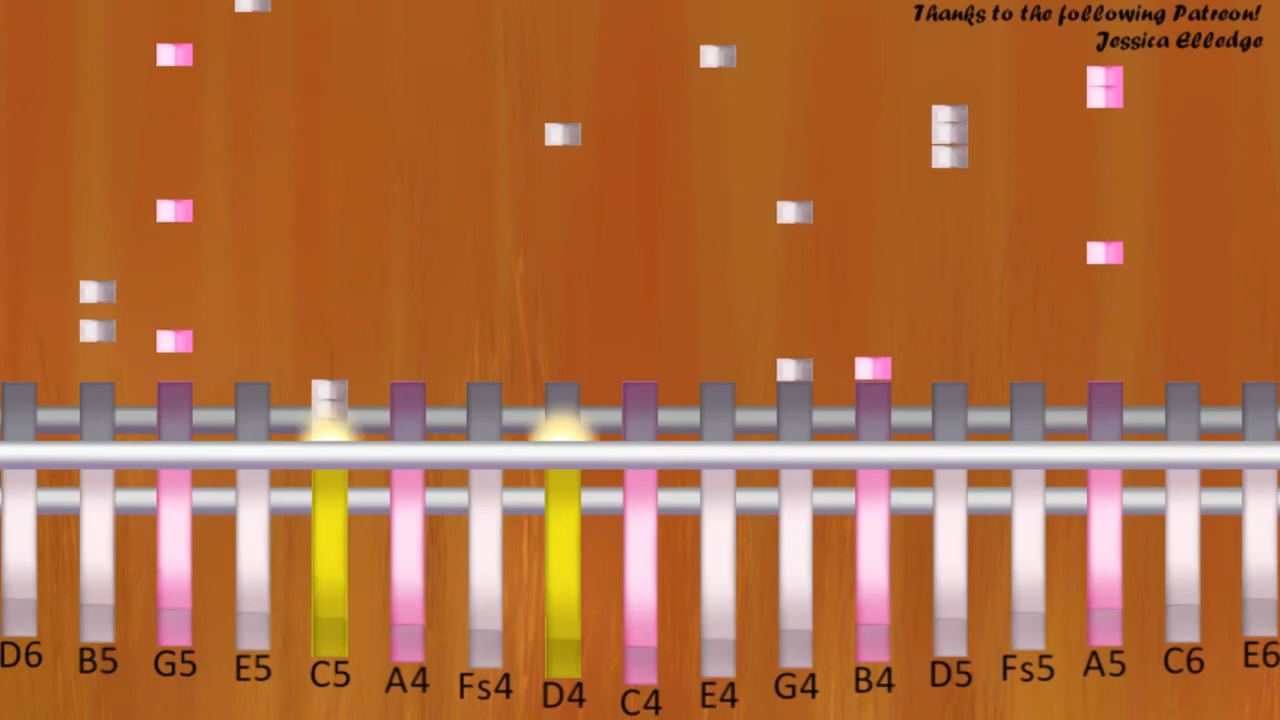 Thanks to the following Patreon!
Jessica Elledge
D6 B5 G5 E5 C5 A4 Fs4 D4 C4 E4 G4 B4 D5 Fs5 A5 C6 E6